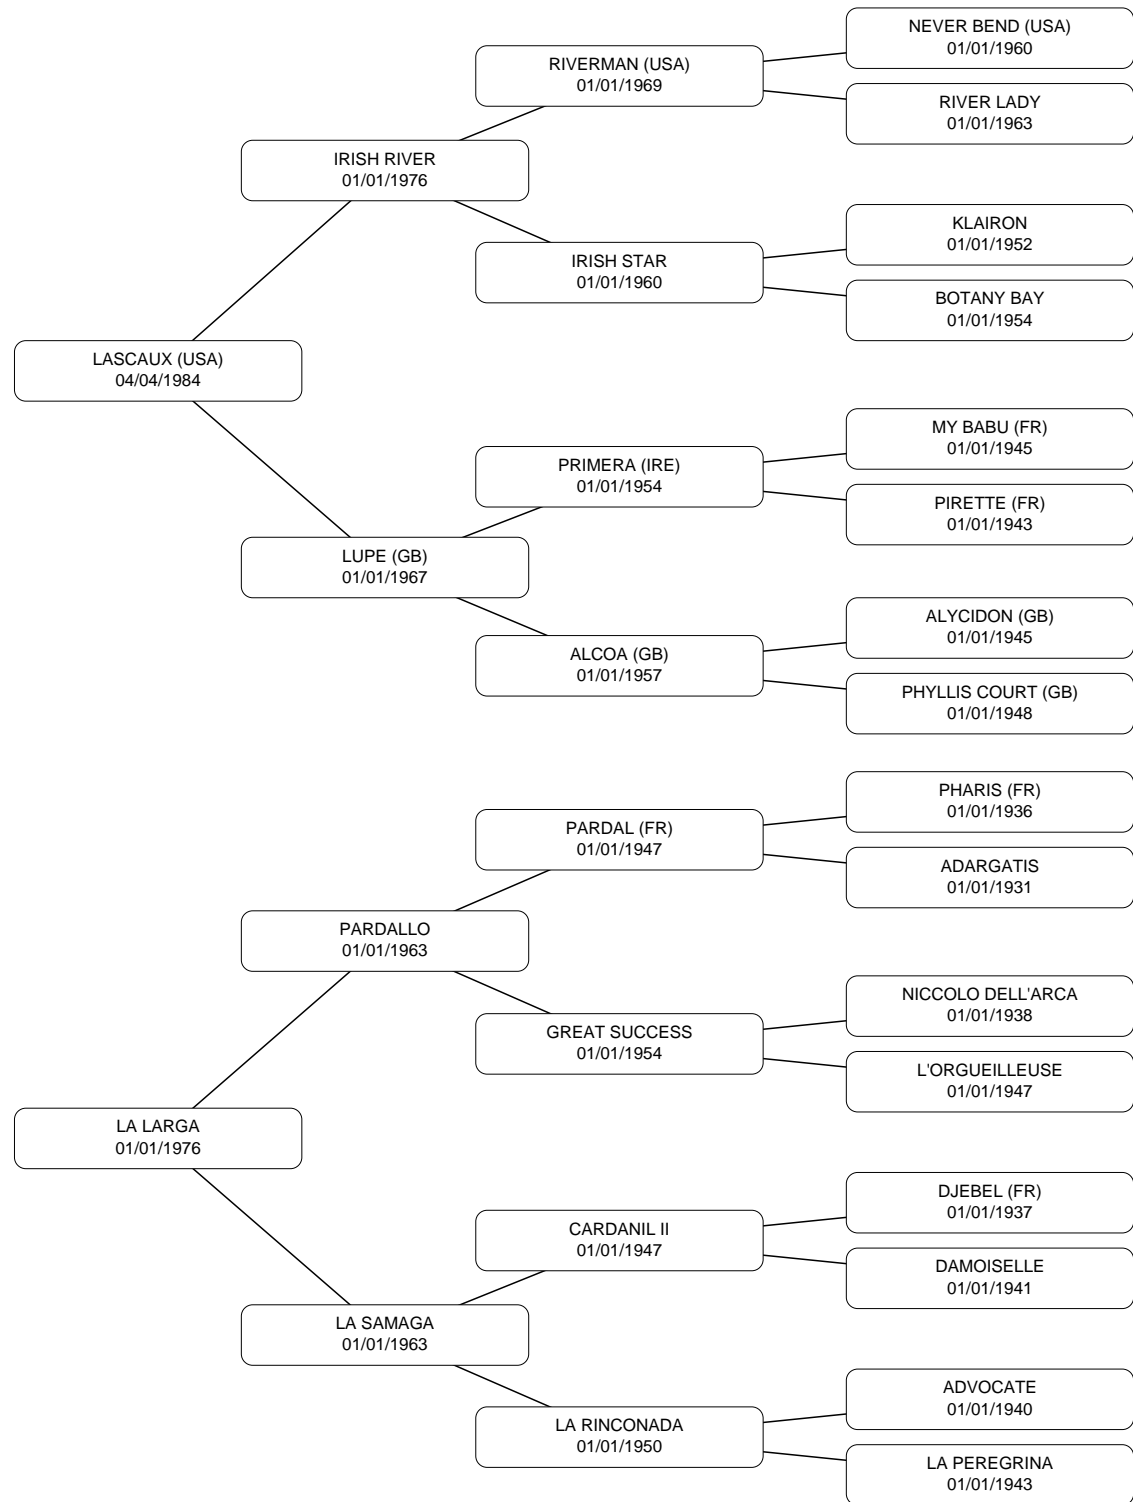 NEVER BEND (USA)
01/01/1960
RIVERMAN (USA)
01/01/1969
RIVER LADY
01/01/1963
IRISH RIVER
01/01/1976
KLAIRON
01/01/1952
IRISH STAR
01/01/1960
BOTANY BAY
01/01/1954
LASCAUX (USA)
04/04/1984
MY BABU (FR)
01/01/1945
PRIMERA (IRE)
01/01/1954
PIRETTE (FR)
01/01/1943
LUPE (GB)
01/01/1967
ALYCIDON (GB)
01/01/1945
ALCOA (GB)
01/01/1957
PHYLLIS COURT (GB)
01/01/1948
PHARIS (FR)
01/01/1936
PARDAL (FR)
01/01/1947
ADARGATIS
01/01/1931
PARDALLO
01/01/1963
NICCOLO DELL'ARCA
01/01/1938
GREAT SUCCESS
01/01/1954
L'ORGUEILLEUSE
01/01/1947
LA LARGA
01/01/1976
DJEBEL (FR)
01/01/1937
CARDANIL II
01/01/1947
DAMOISELLE
01/01/1941
LA SAMAGA
01/01/1963
ADVOCATE
01/01/1940
LA RINCONADA
01/01/1950
LA PEREGRINA
01/01/1943